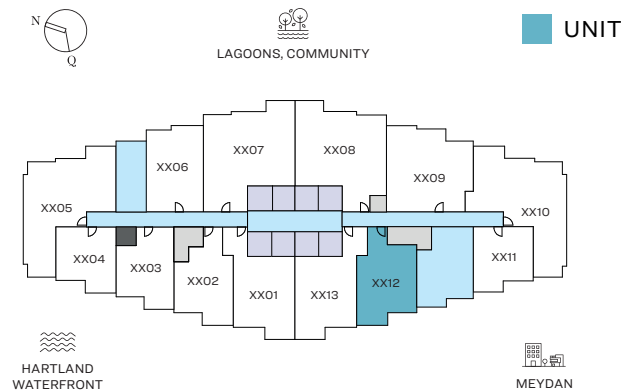 N
Q
LAGOONS, COMMUNITY
UNIT
XX07
XX08
XX06
XX09
XX05
XX10
XX04
XX03
XX02
XX01
XX13
XX12
XX11
HARTLAND
WATERFRONT
MEYDAN